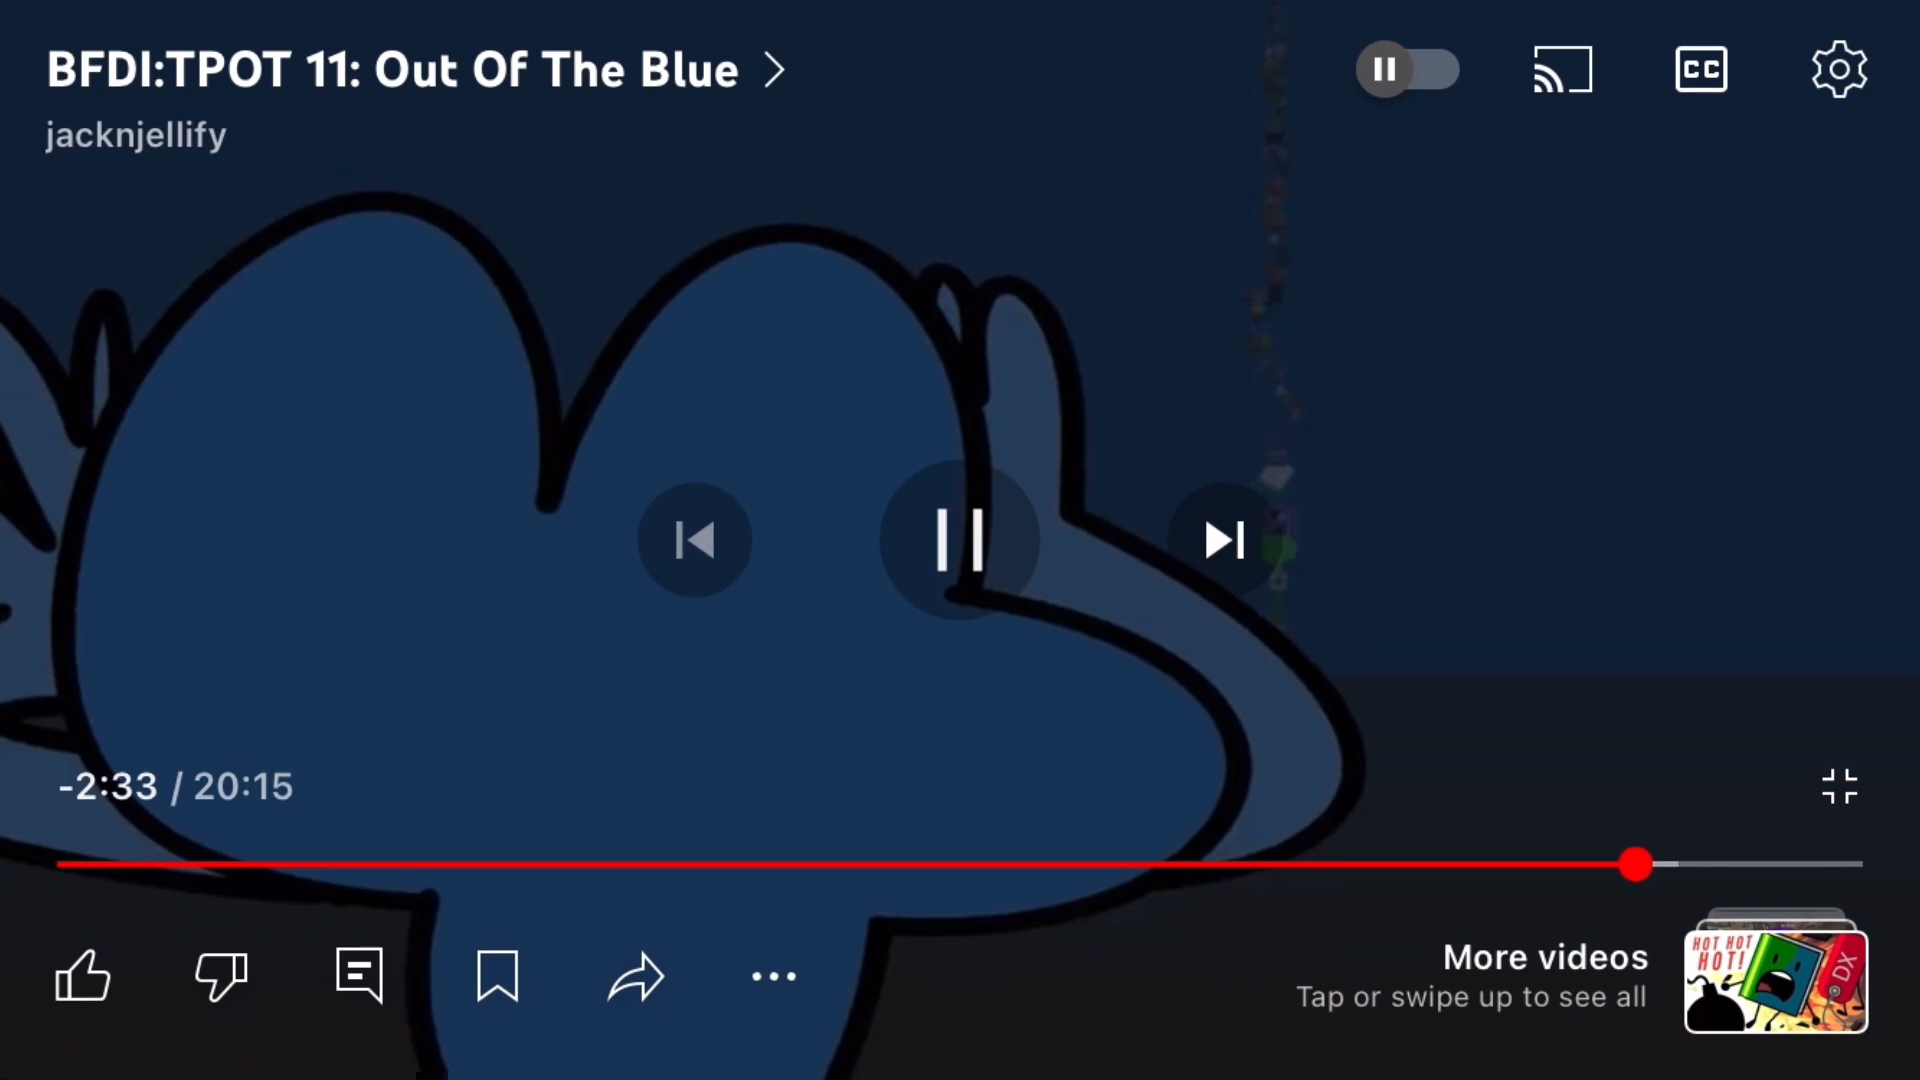 BFDI:TPOT 11: Out Of The Blue
jacknjellify
CC
-2:33 / 20:15
More videos
Tap or swipe up to see all
HOT HOT
HOT!
DX